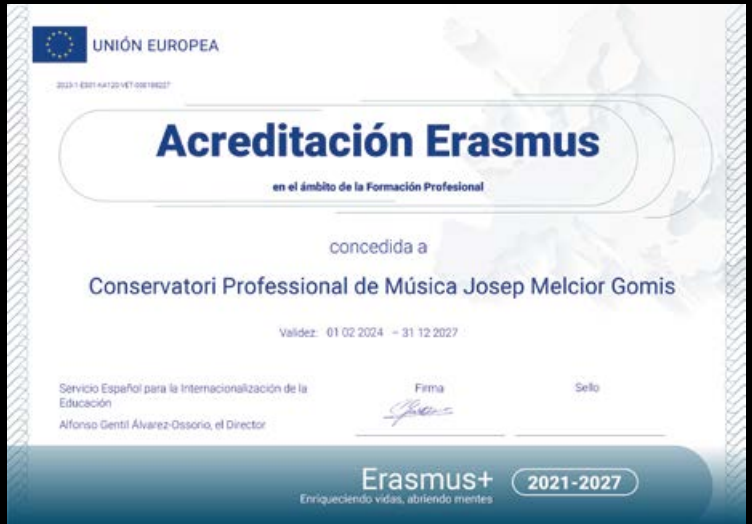 UNIÓN EUROPEA
Acreditación Erasmus
en el ámbito de la Formación Profesional
concedida a
Conservatori Professional de Música Josep Melcior Gomis
Validez: 01 02 2024 – 31 12 2027
Servicio Español para la Internacionalización de la
Educación
Alfonso Gentil Álvarez-Ossorio, el Director
Firma
Sello
Erasmus+
Enriqueciendo vidas, abriendo mentes
2021-2027